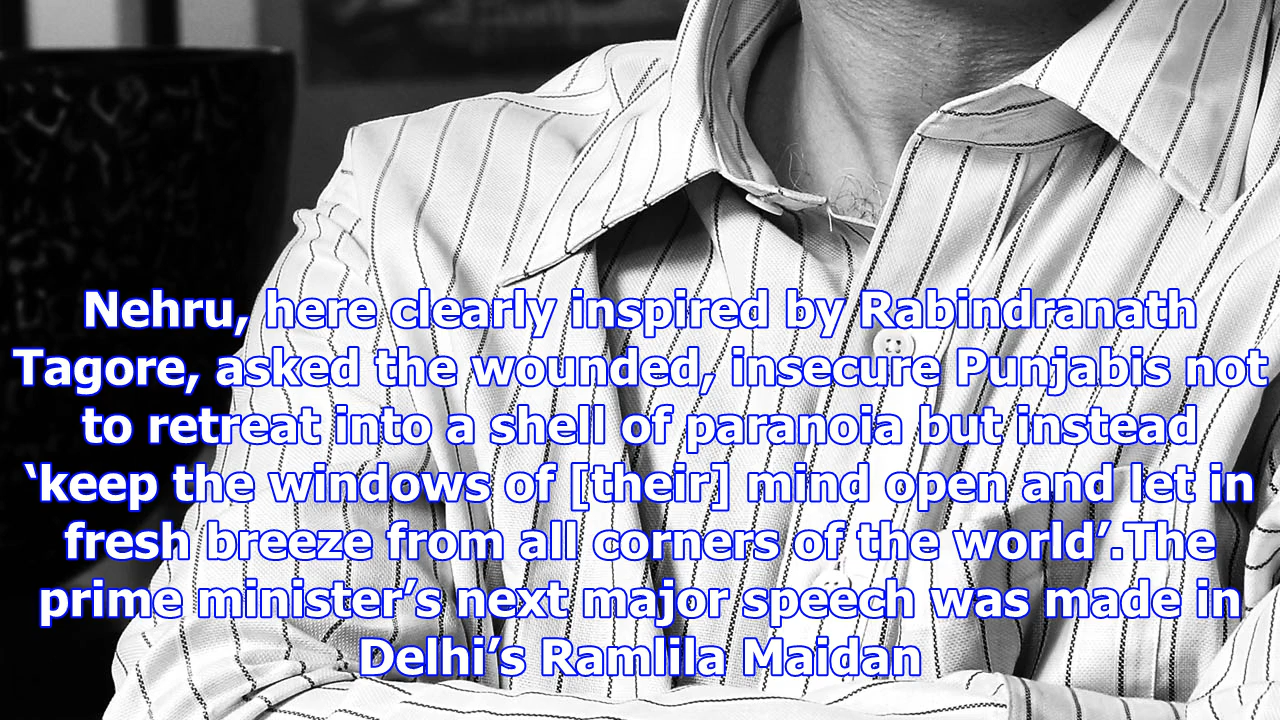 Nehru, here clearly inspired by Rabindranath
Tagore, asked the wounded, insecure Punjabis not
to retreat into a shell of paranoia but instead
‘keep the windows of [their] mind open and let in
fresh breeze from all corners of the world’.The
prime minister’s next major speech was made in
Delhi’s Ramlila Maidan